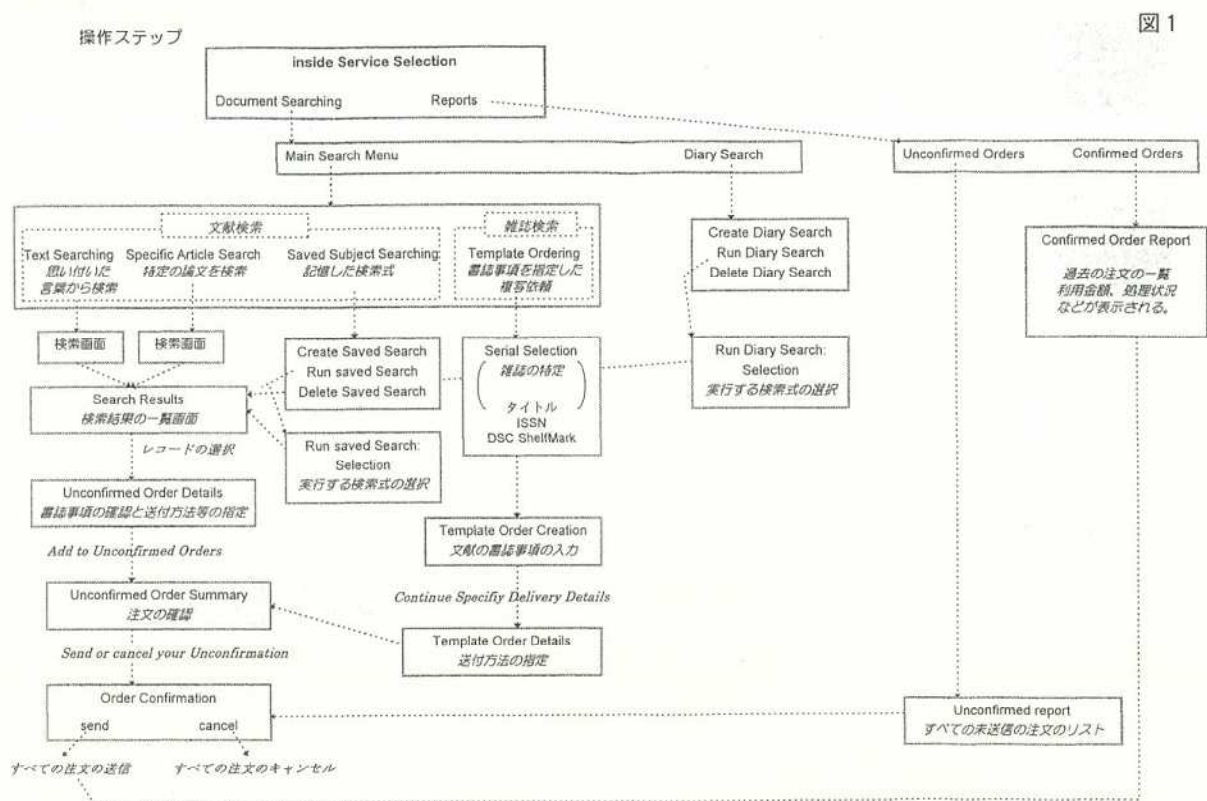 図1
操作ステップ
inside Service Selection
Document Searching Reports
Main Search Menu Diary Search
Unconfirmed Orders Confirmed Orders
文献検索
雑誌検索
Text Searching
思い付いた
言葉から検索
Specific Article Search
特定の論文を検索
Saved Subject Searching:
記憶した検索式
Template Ordering
書誌事項を指定した
複写依頼
Create Diary Search
Run Diary Search
Delete Diary Search
Confirmed Order Report
過去の注文の一覧
利用金額、処理状況
などが表示される。
検索画面
検索画面
Create Saved Search
Run saved Search
Delete Saved Search
Serial Selection
雑誌の特定
タイトル
ISSN
DSC ShelfMark
Run Diary Search:
Selection
実行する検索式の選択
Search Results
検索結果の一覧画面
レコードの選択
Run saved Search:
Selection
実行する検索式の選択
Unconfirmed Order Details
書誌事項の確認と送付方法等の指定
Template Order Creation
文献の書誌事項の入力
Add to Unconfirmed Orders
Unconfirmed Order Summary
注文の確認
Continue Specifiy Delivery Details
Template Order Details
送付方法の指定
Send or cancel your Unconfirmation
Order Confirmation
send cancel
Unconfirmed report
すべての未送信の注文のリスト
すべての注文の送信
すべての注文のキャンセル